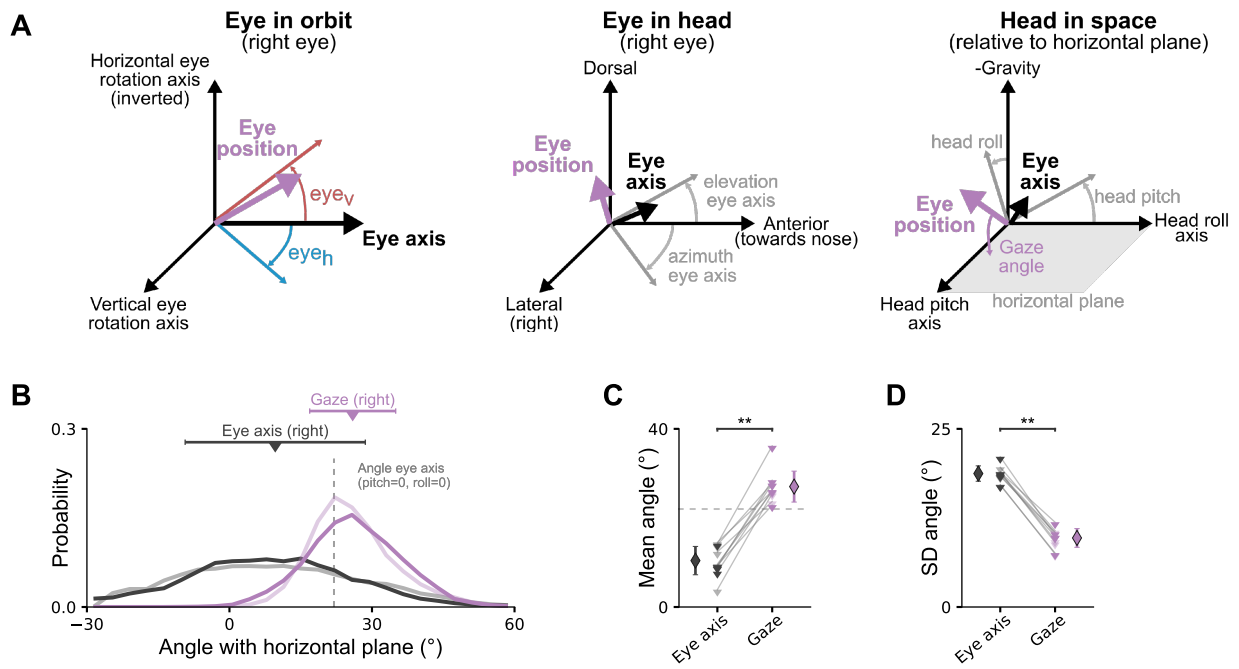 A
Eye in orbit
(right eye)
Horizontal eye
rotation axis
(inverted)
Eye
position
eyev
Eye axis
eyeh
Vertical eye
rotation axis
Eye in head
(right eye)
Dorsal
Eye
position
Eye
axis
elevation
eye axis
Anterior
(towards nose)
azimuth
eye axis
Lateral
(right)
Head in space
(relative to horizontal plane)
-Gravity
head roll
Eye
axis
head pitch
Eye
position
Head roll
axis
Gaze
angle
Head pitch
axis
horizontal plane
B
Gaze (right)
Eye axis (right)
Angle eye axis
(pitch=0, roll=0)
0.3
Probability
0.0
−30
0
30
60
Angle with horizontal plane (°)
C
**
40
Mean angle (°)
0
Eye axis
Gaze
D
**
25
SD angle (°)
0
Eye axis
Gaze